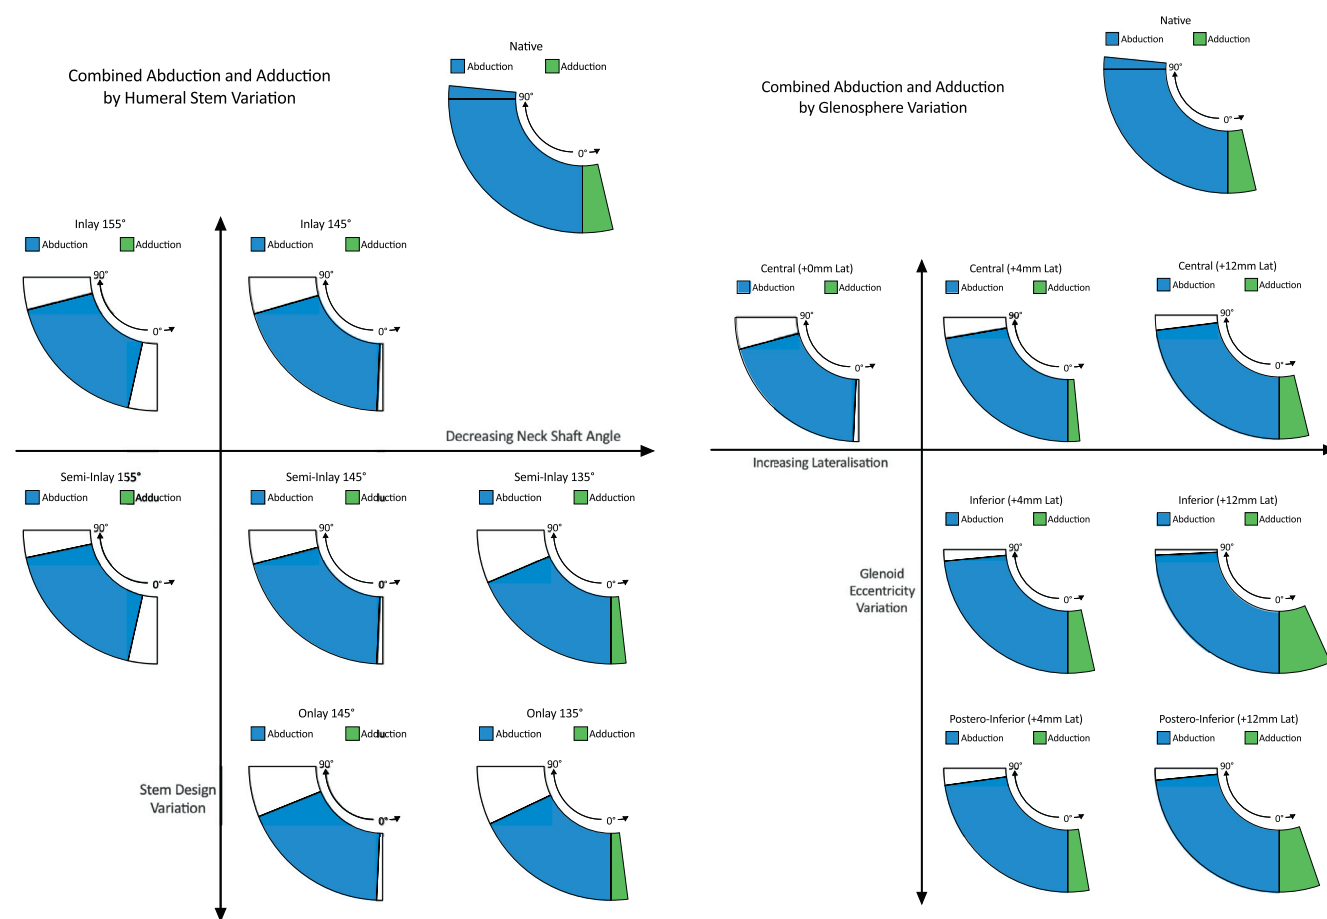 Combined Abduction and Adduction
by Humeral Stem Variation
Native
Abduction Adduction
90°
0°
Inlay 155°
Abduction Adduction
90°
0°
Inlay 145°
Abduction Adduction
90°
0°
Decreasing Neck Shaft Angle
Semi-Inlay 155°
Abduction Adduction
90°
0°
Semi-Inlay 145°
Abduction Adduction
90°
0°
Semi-Inlay 135°
Abduction Adduction
90°
0°
Onlay 145°
Abduction Adduction
90°
0°
Onlay 135°
Abduction Adduction
90°
0°
Stem Design
Variation
Combined Abduction and Adduction
by Glenosphere Variation
Native
Abduction Adduction
90°
0°
Central (+0mm Lat)
Abduction Adduction
90°
0°
Central (+4mm Lat)
Abduction Adduction
90°
0°
Central (+12mm Lat)
Abduction Adduction
90°
0°
Increasing Lateralisation
Inferior (+4mm Lat)
Abduction Adduction
90°
0°
Inferior (+12mm Lat)
Abduction Adduction
90°
0°
Glenoid
Eccentricity
Variation
Postero-Inferior (+4mm Lat)
Abduction Adduction
90°
0°
Postero-Inferior (+12mm Lat)
Abduction Adduction
90°
0°